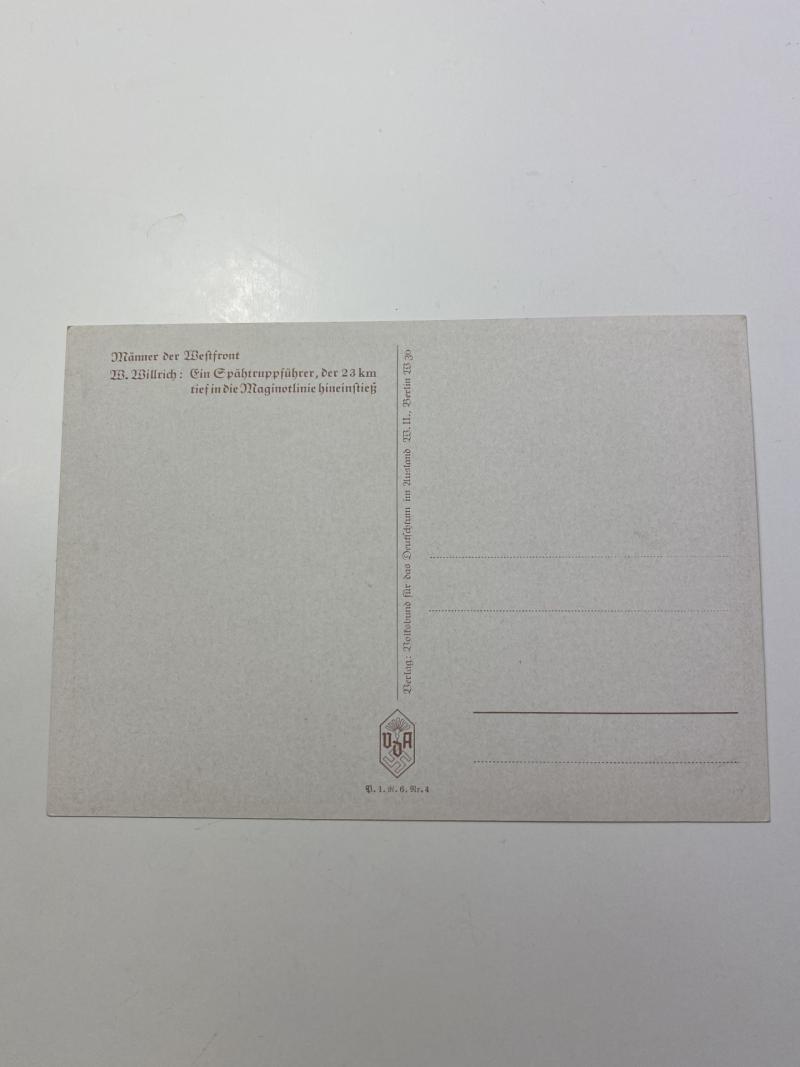 Männer der Westfront
W. Willrich: Ein Spähtruppführer, der 23 km
tief in die Maginotlinie hineinstieß
Verlag: Volksbund für das Deutschtum im Ausland W. II., Berlin W 30
VDA
P. 1. R. 6. Nr. 4